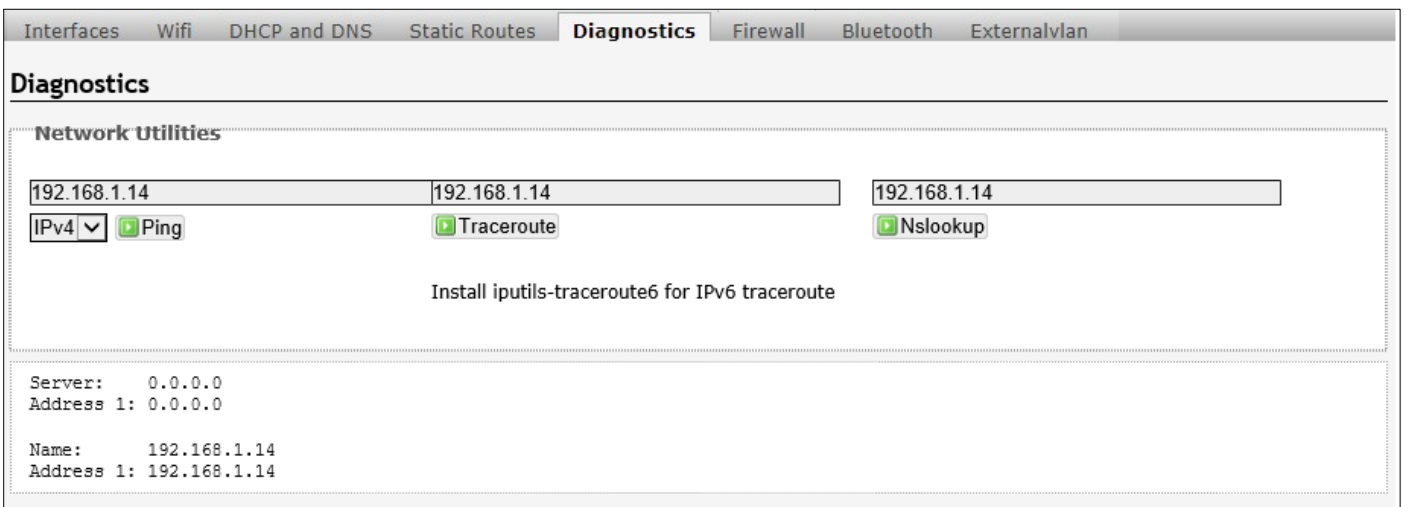 Interfaces Wifi DHCP and DNS Static Routes Diagnostics Firewall Bluetooth Externalvlan
Diagnostics
Network Utilities
192.168.1.14 192.168.1.14 192.168.1.14
IPv4 Ping Traceroute Nslookup
Install iputils-traceroute6 for IPv6 traceroute
Server: 0.0.0.0
Address 1: 0.0.0.0
Name: 192.168.1.14
Address 1: 192.168.1.14